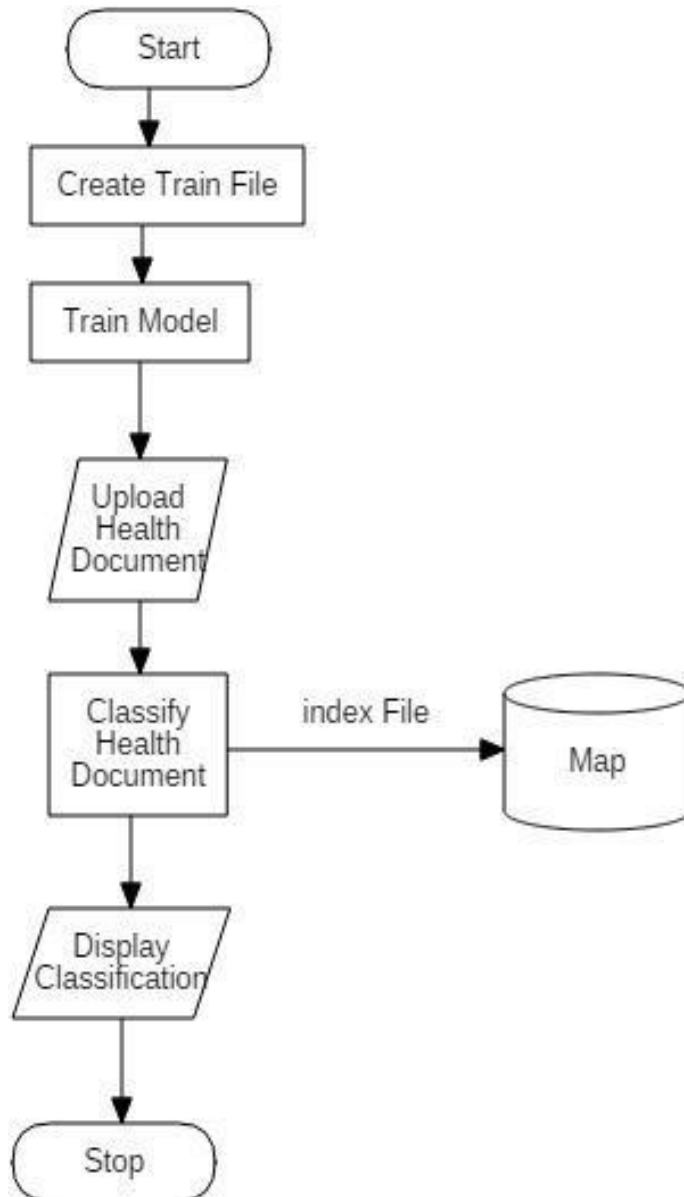 Start
Create Train File
Train Model
Upload
Health
Document
Classify
Health
Document
index File
Map
Display
Classification
Stop